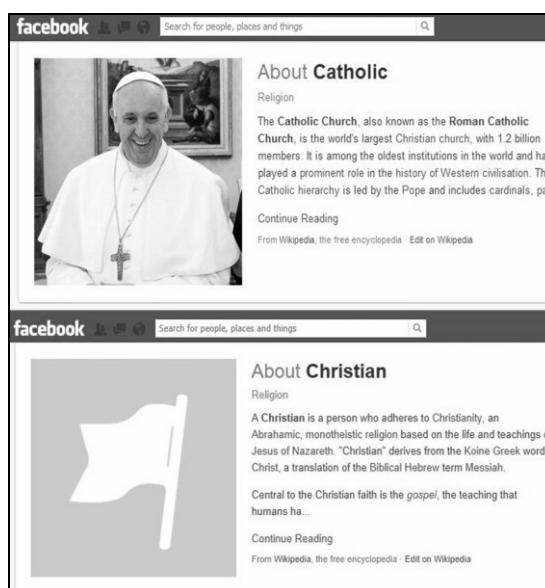 facebook Search for people, places and things
About Catholic
Religion
The Catholic Church, also known as the Roman Catholic
Church, is the world's largest Christian church, with 1.2 billion
members. It is among the oldest institutions in the world and ha
played a prominent role in the history of Western civilisation. Th
Catholic hierarchy is led by the Pope and includes cardinals, pa
Continue Reading
From Wikipedia, the free encyclopedia · Edit on Wikipedia
facebook Search for people, places and things
About Christian
Religion
A Christian is a person who adheres to Christianity, an
Abrahamic, monotheistic religion based on the life and teachings
Jesus of Nazareth. "Christian" derives from the Koine Greek word
Christ, a translation of the Biblical Hebrew term Messiah.
Central to the Christian faith is the gospel, the teaching that
humans ha...
Continue Reading
From Wikipedia, the free encyclopedia · Edit on Wikipedia